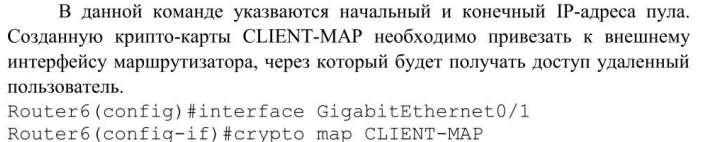 В данной команде указваются начальный и конечный IP-адреса пула.
Созданную крипто-карты CLIENT-MAP необходимо привезать к внешнему
интерфейсу маршрутизатора, через который будет получать доступ удаленный
пользователь.
Router6(config)#interface GigabitEthernet0/1
Router6(config-if)#crypto map CLIENT-MAP